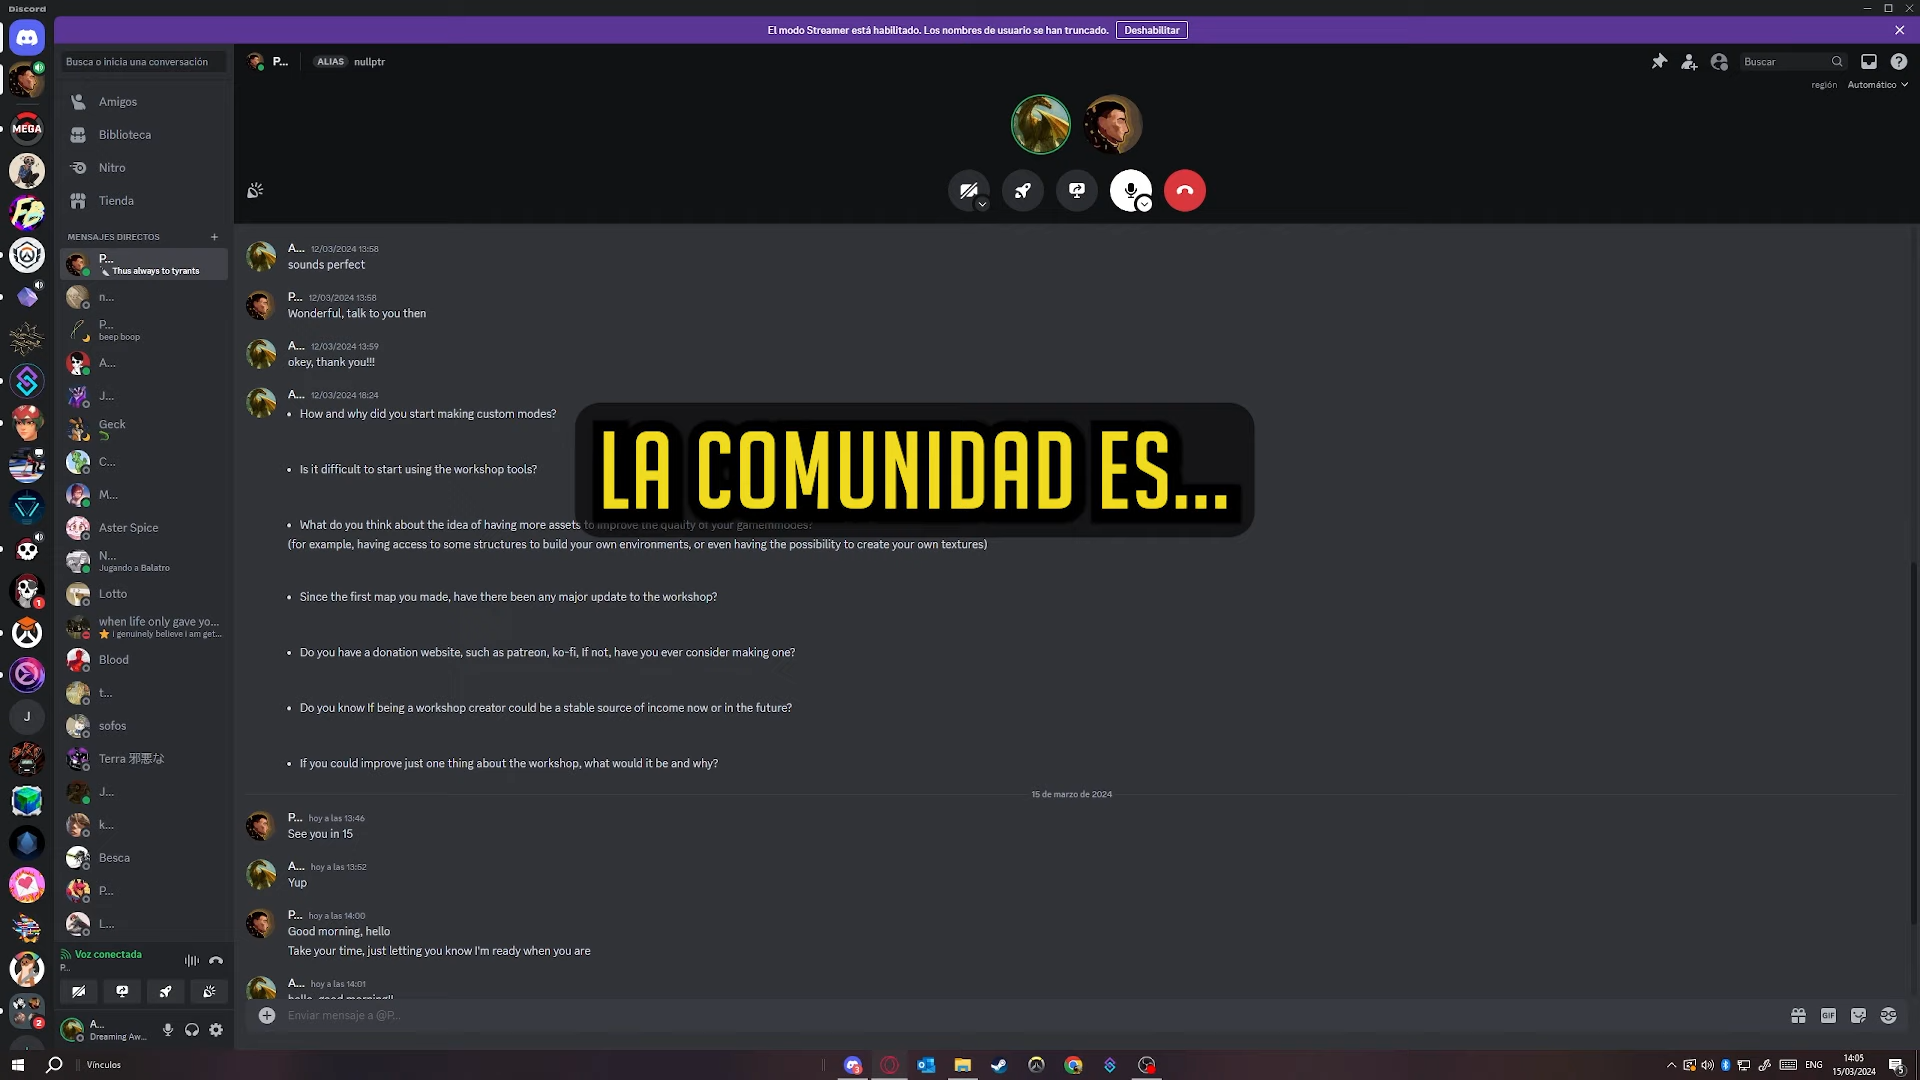 Discord
El modo Streamer está habilitado. Los nombres de usuario se han truncado. Deshabilitar
Busca o inicia una conversación
P... ALIAS nullptr
Buscar
región Automático
Amigos
MEGA
Biblioteca
Nitro
Tienda
MENSAJES DIRECTOS
P...
Thus always to tyrants
n...
P...
beep boop
A...
J...
Geck
C...
M...
Aster Spice
N...
Jugando a Balatro
Lotto
when life only gave yo...
i genuinely believe i am get...
Blood
t...
sofos
J
Terra 邪悪な
J...
k...
Besca
P...
L...
Voz conectada
P...
A...
Dreaming Aw...
A... 12/03/2024 13:58
sounds perfect
P... 12/03/2024 13:58
Wonderful, talk to you then
A... 12/03/2024 13:59
okey, thank you!!!
A... 12/03/2024 18:24
• How and why did you start making custom modes?
• Is it difficult to start using the workshop tools?
LA COMUNIDAD ES...
• What do you think about the idea of having more assets to improve the quality of your gamemmodes?
(for example, having access to some structures to build your own environments, or even having the possibility to create your own textures)
• Since the first map you made, have there been any major update to the workshop?
• Do you have a donation website, such as patreon, ko-fi, If not, have you ever consider making one?
• Do you know If being a workshop creator could be a stable source of income now or in the future?
• If you could improve just one thing about the workshop, what would it be and why?
15 de marzo de 2024
P... hoy a las 13:46
See you in 15
A... hoy a las 13:52
Yup
P... hoy a las 14:00
Good morning, hello
Take your time, just letting you know I'm ready when you are
A... hoy a las 14:01
hello, good morning!!
Enviar mensaje a @P...
GIF
1
2
Vínculos
3
ENG
14:05
15/03/2024
5